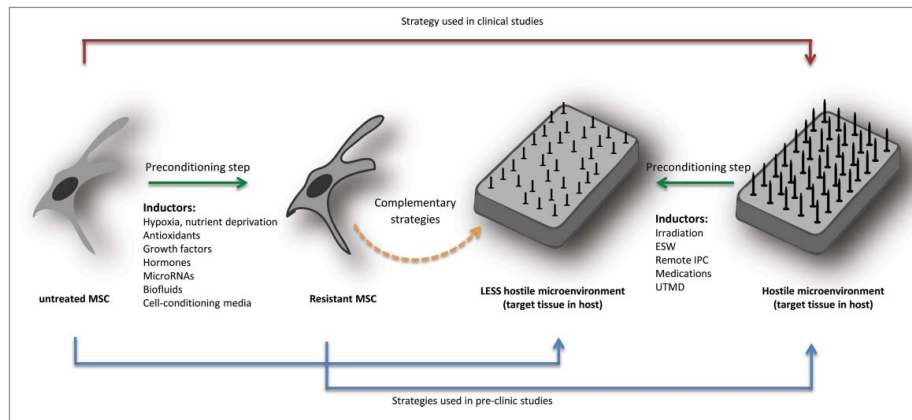 Strategy used in clinical studies
Preconditioning step
Inductors:
Hypoxia, nutrient deprivation
Antioxidants
Growth factors
Hormones
MicroRNAs
Biofluids
Cell-conditioning media
untreated MSC
Resistant MSC
Complementary
strategies
LESS hostile microenvironment
(target tissue in host)
Preconditioning step
Inductors:
Irradiation
ESW
Remote IPC
Medications
UTMD
Hostile microenvironment
(target tissue in host)
Strategies used in pre-clinic studies